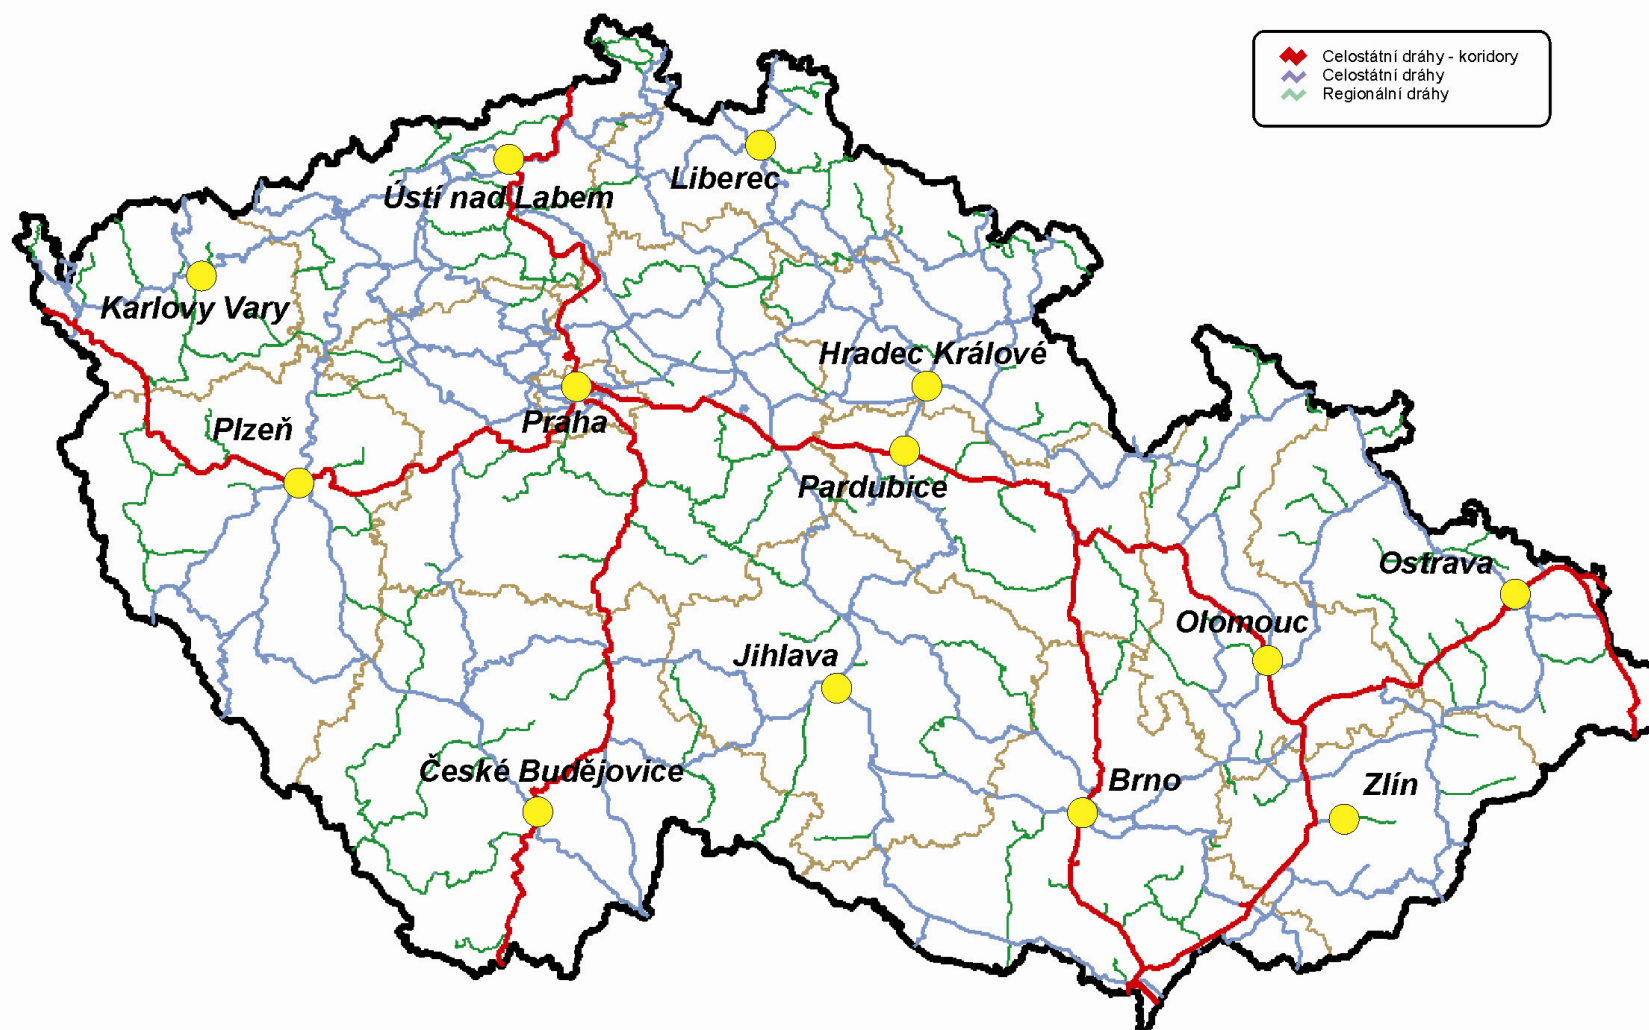 Celostátní dráhy - koridory
Celostátní dráhy
Regionální dráhy
Ústí nad Labem
Liberec
Karlovy Vary
Hradec Králové
Plzeň
Praha
Pardubice
Ostrava
Olomouc
Jihlava
České Budějovice
Brno
Zlín